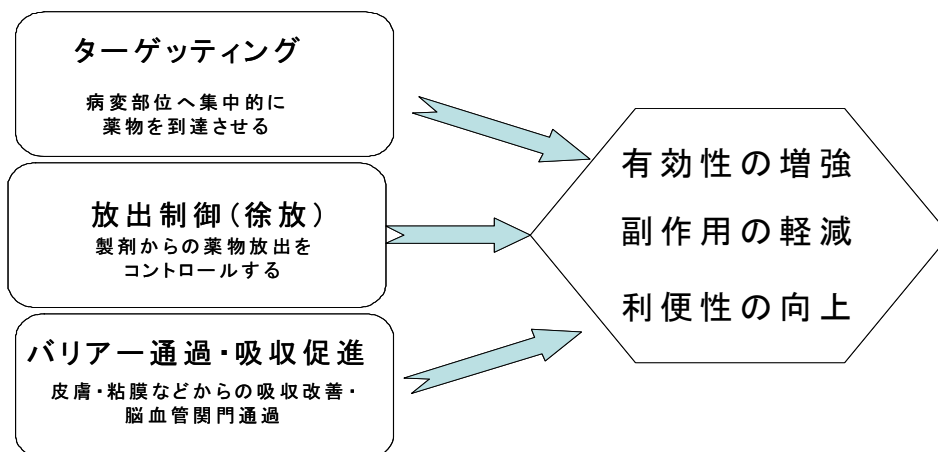 ターゲッティング
病変部位へ集中的に
薬物を到達させる
放出制御(徐放)
製剤からの薬物放出を
コントロールする
バリアー通過・吸収促進
皮膚・粘膜などからの吸収改善・
脳血管関門通過
有効性の増強
副作用の軽減
利便性の向上